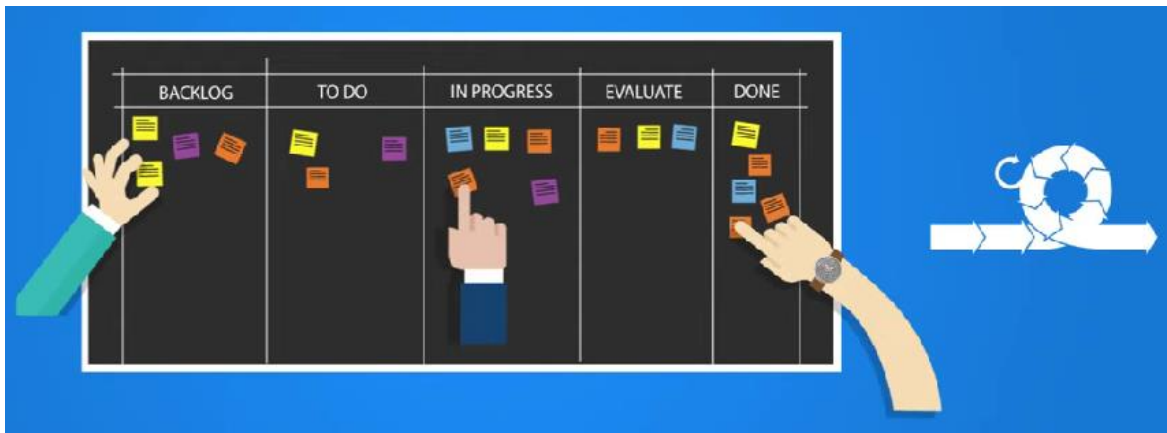 BACKLOG
TO DO
IN PROGRESS
EVALUATE
DONE